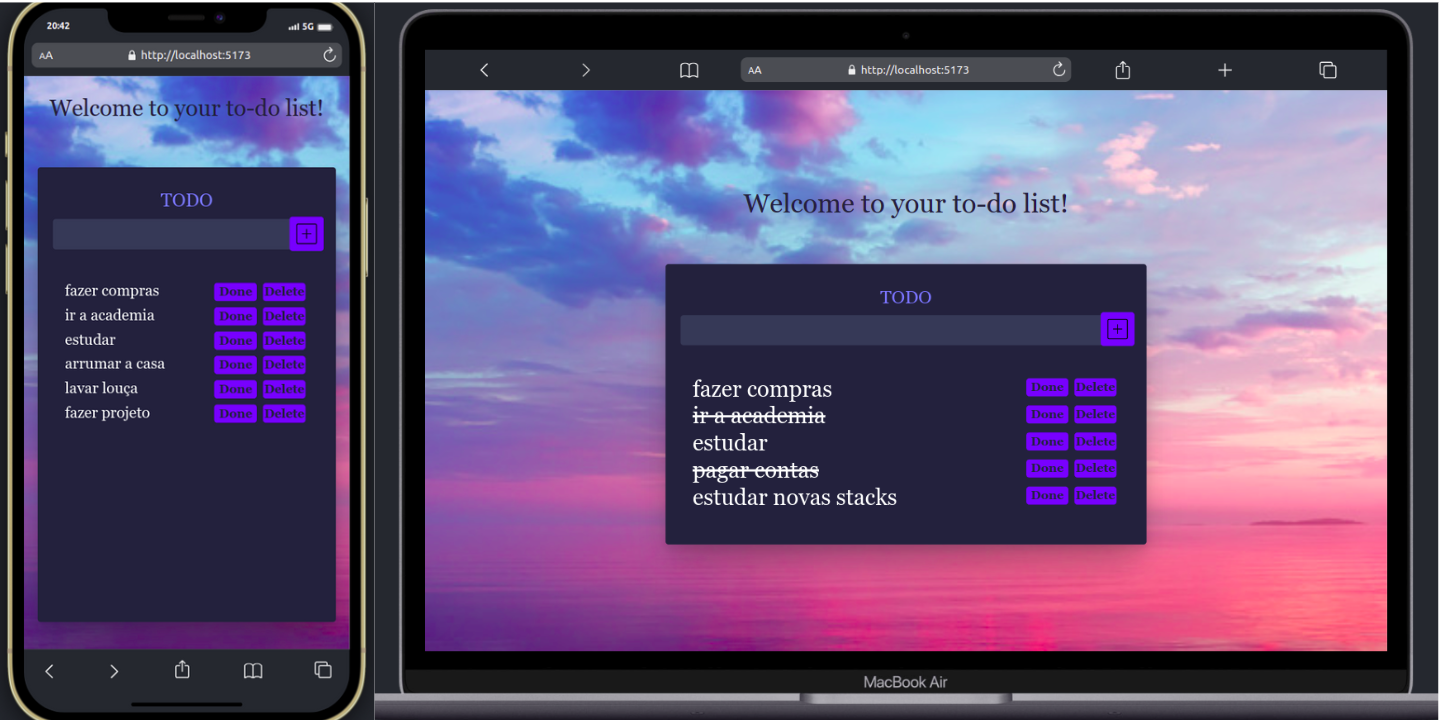 20:42
5G
AA http://localhost:5173
Welcome to your to-do list!
TODO
+
fazer compras Done Delete
ir a academia Done Delete
estudar Done Delete
arrumar a casa Done Delete
lavar louça Done Delete
fazer projeto Done Delete
AA http://localhost:5173
Welcome to your to-do list!
TODO
+
fazer compras Done Delete
ir a academia Done Delete
estudar Done Delete
pagar contas Done Delete
estudar novas stacks Done Delete
MacBook Air